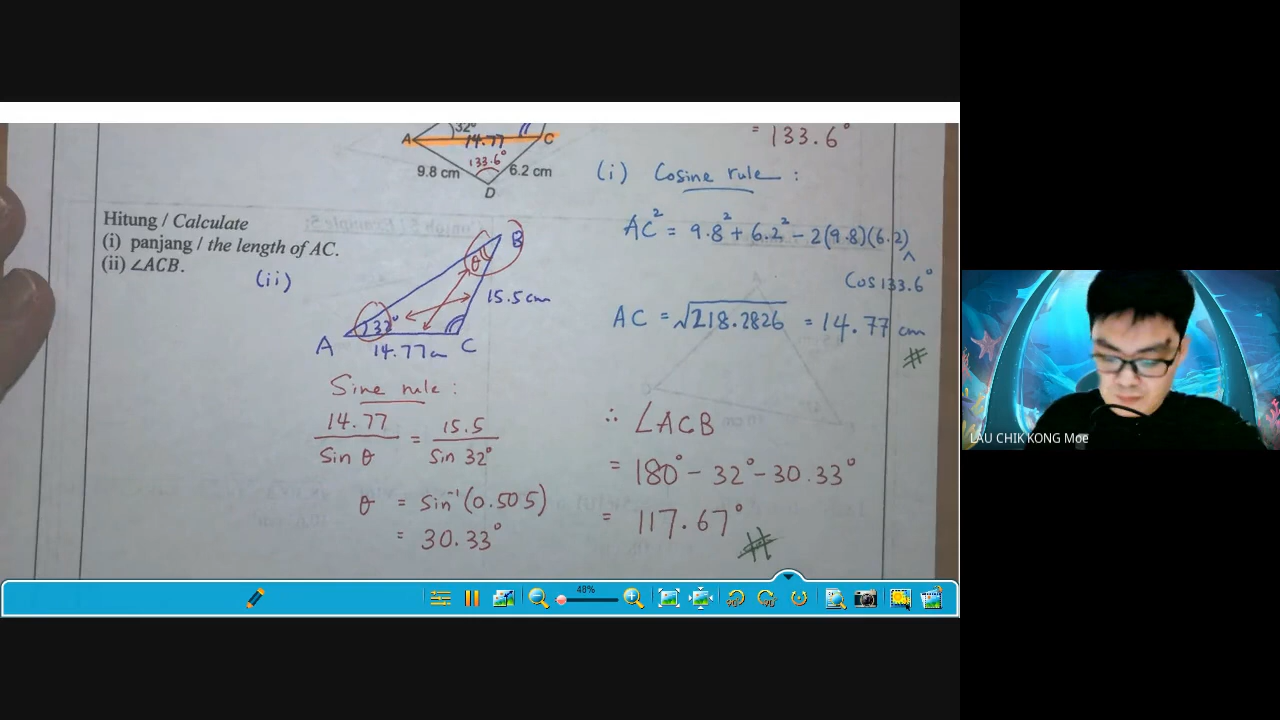 32°
A
14.77
C
133.6°
9.8 cm
6.2 cm
D
= 133.6°
(i) Cosine rule :
Hitung / Calculate
(i) panjang / the length of AC.
(ii) ∠ACB.
AC² = 9.8² + 6.2² − 2(9.8)(6.2)
Cos 133.6°
AC = √218.2826 = 14.77 cm
(ii)
B
θ
15.5 cm
32°
A
14.77cm
C
Sine rule :
14.77 / Sin θ = 15.5 / Sin 32°
θ = Sin⁻¹(0.505)
= 30.33°
∴ ∠ACB
= 180° − 32° − 30.33°
= 117.67°
48%
LAU CHIK KONG Moe